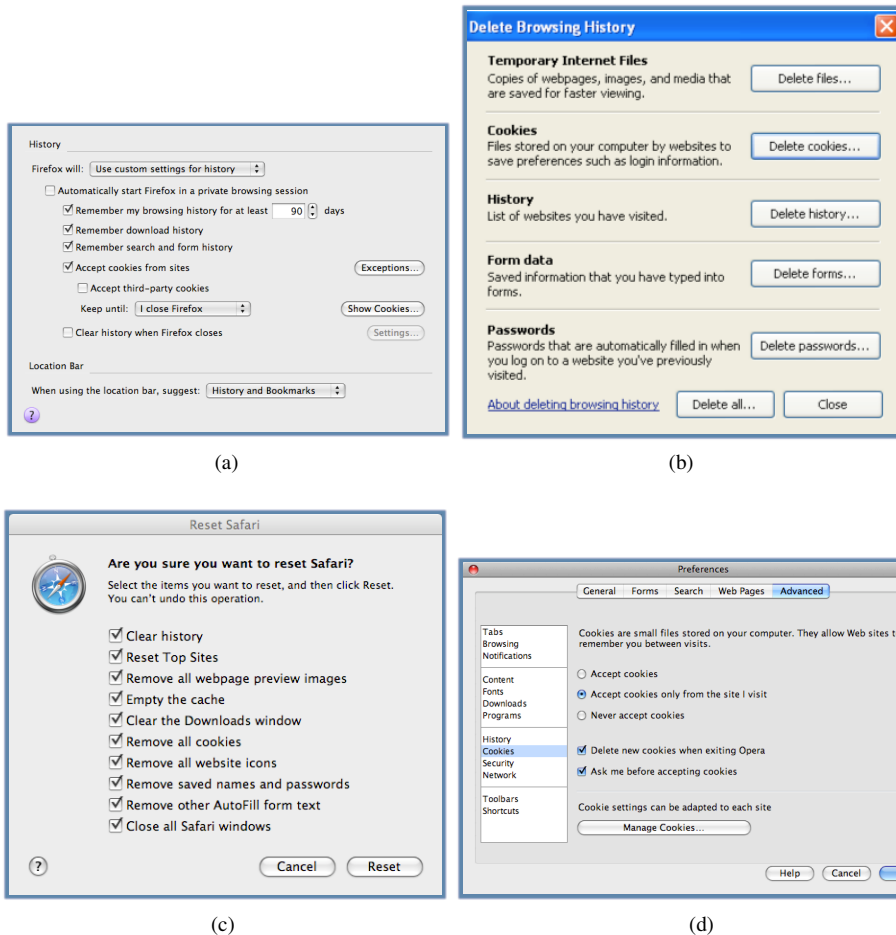 History
Firefox will: Use custom settings for history
Automatically start Firefox in a private browsing session
Remember my browsing history for at least 90 days
Remember download history
Remember search and form history
Accept cookies from sites Exceptions...
Accept third-party cookies
Keep until: I close Firefox Show Cookies...
Clear history when Firefox closes Settings...
Location Bar
When using the location bar, suggest: History and Bookmarks
?
(a)
Delete Browsing History
Temporary Internet Files
Copies of webpages, images, and media that
are saved for faster viewing.
Delete files...
Cookies
Files stored on your computer by websites to
save preferences such as login information.
Delete cookies...
History
List of websites you have visited.
Delete history...
Form data
Saved information that you have typed into
forms.
Delete forms...
Passwords
Passwords that are automatically filled in when
you log on to a website you've previously
visited.
Delete passwords...
About deleting browsing history Delete all... Close
(b)
Reset Safari
Are you sure you want to reset Safari?
Select the items you want to reset, and then click Reset.
You can't undo this operation.
Clear history
Reset Top Sites
Remove all webpage preview images
Empty the cache
Clear the Downloads window
Remove all cookies
Remove all website icons
Remove saved names and passwords
Remove other AutoFill form text
Close all Safari windows
? Cancel Reset
(c)
Preferences
General Forms Search Web Pages Advanced
Tabs
Browsing
Notifications
Content
Fonts
Downloads
Programs
History
Cookies
Security
Network
Toolbars
Shortcuts
Cookies are small files stored on your computer. They allow Web sites t
remember you between visits.
Accept cookies
Accept cookies only from the site I visit
Never accept cookies
Delete new cookies when exiting Opera
Ask me before accepting cookies
Cookie settings can be adapted to each site
Manage Cookies...
Help Cancel
(d)